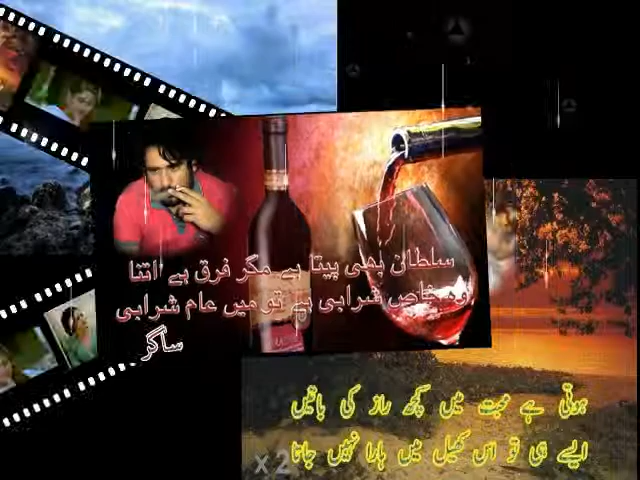 سلطان بھی پیتا ہے مگر فرق ہے اتنا
وہ خاص شرابی ہے تو میں عام شرابی
ساگر
ہوتی ہے محبت میں کچھ راز کی باتیں
ایسے ہی تو اس کھیل میں ہارا نہیں جاتا
x 2